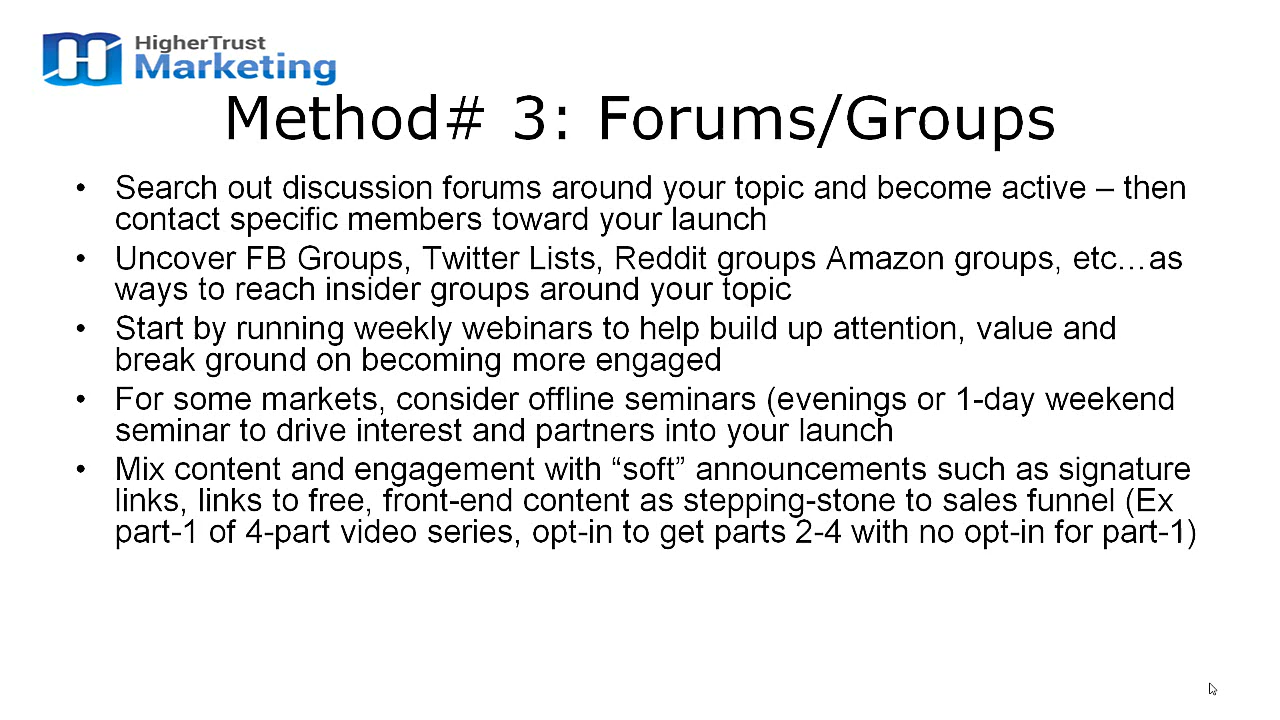 HigherTrust
Marketing
Method# 3: Forums/Groups
• Search out discussion forums around your topic and become active – then
contact specific members toward your launch
• Uncover FB Groups, Twitter Lists, Reddit groups Amazon groups, etc…as
ways to reach insider groups around your topic
• Start by running weekly webinars to help build up attention, value and
break ground on becoming more engaged
• For some markets, consider offline seminars (evenings or 1-day weekend
seminar to drive interest and partners into your launch
• Mix content and engagement with “soft” announcements such as signature
links, links to free, front-end content as stepping-stone to sales funnel (Ex
part-1 of 4-part video series, opt-in to get parts 2-4 with no opt-in for part-1)